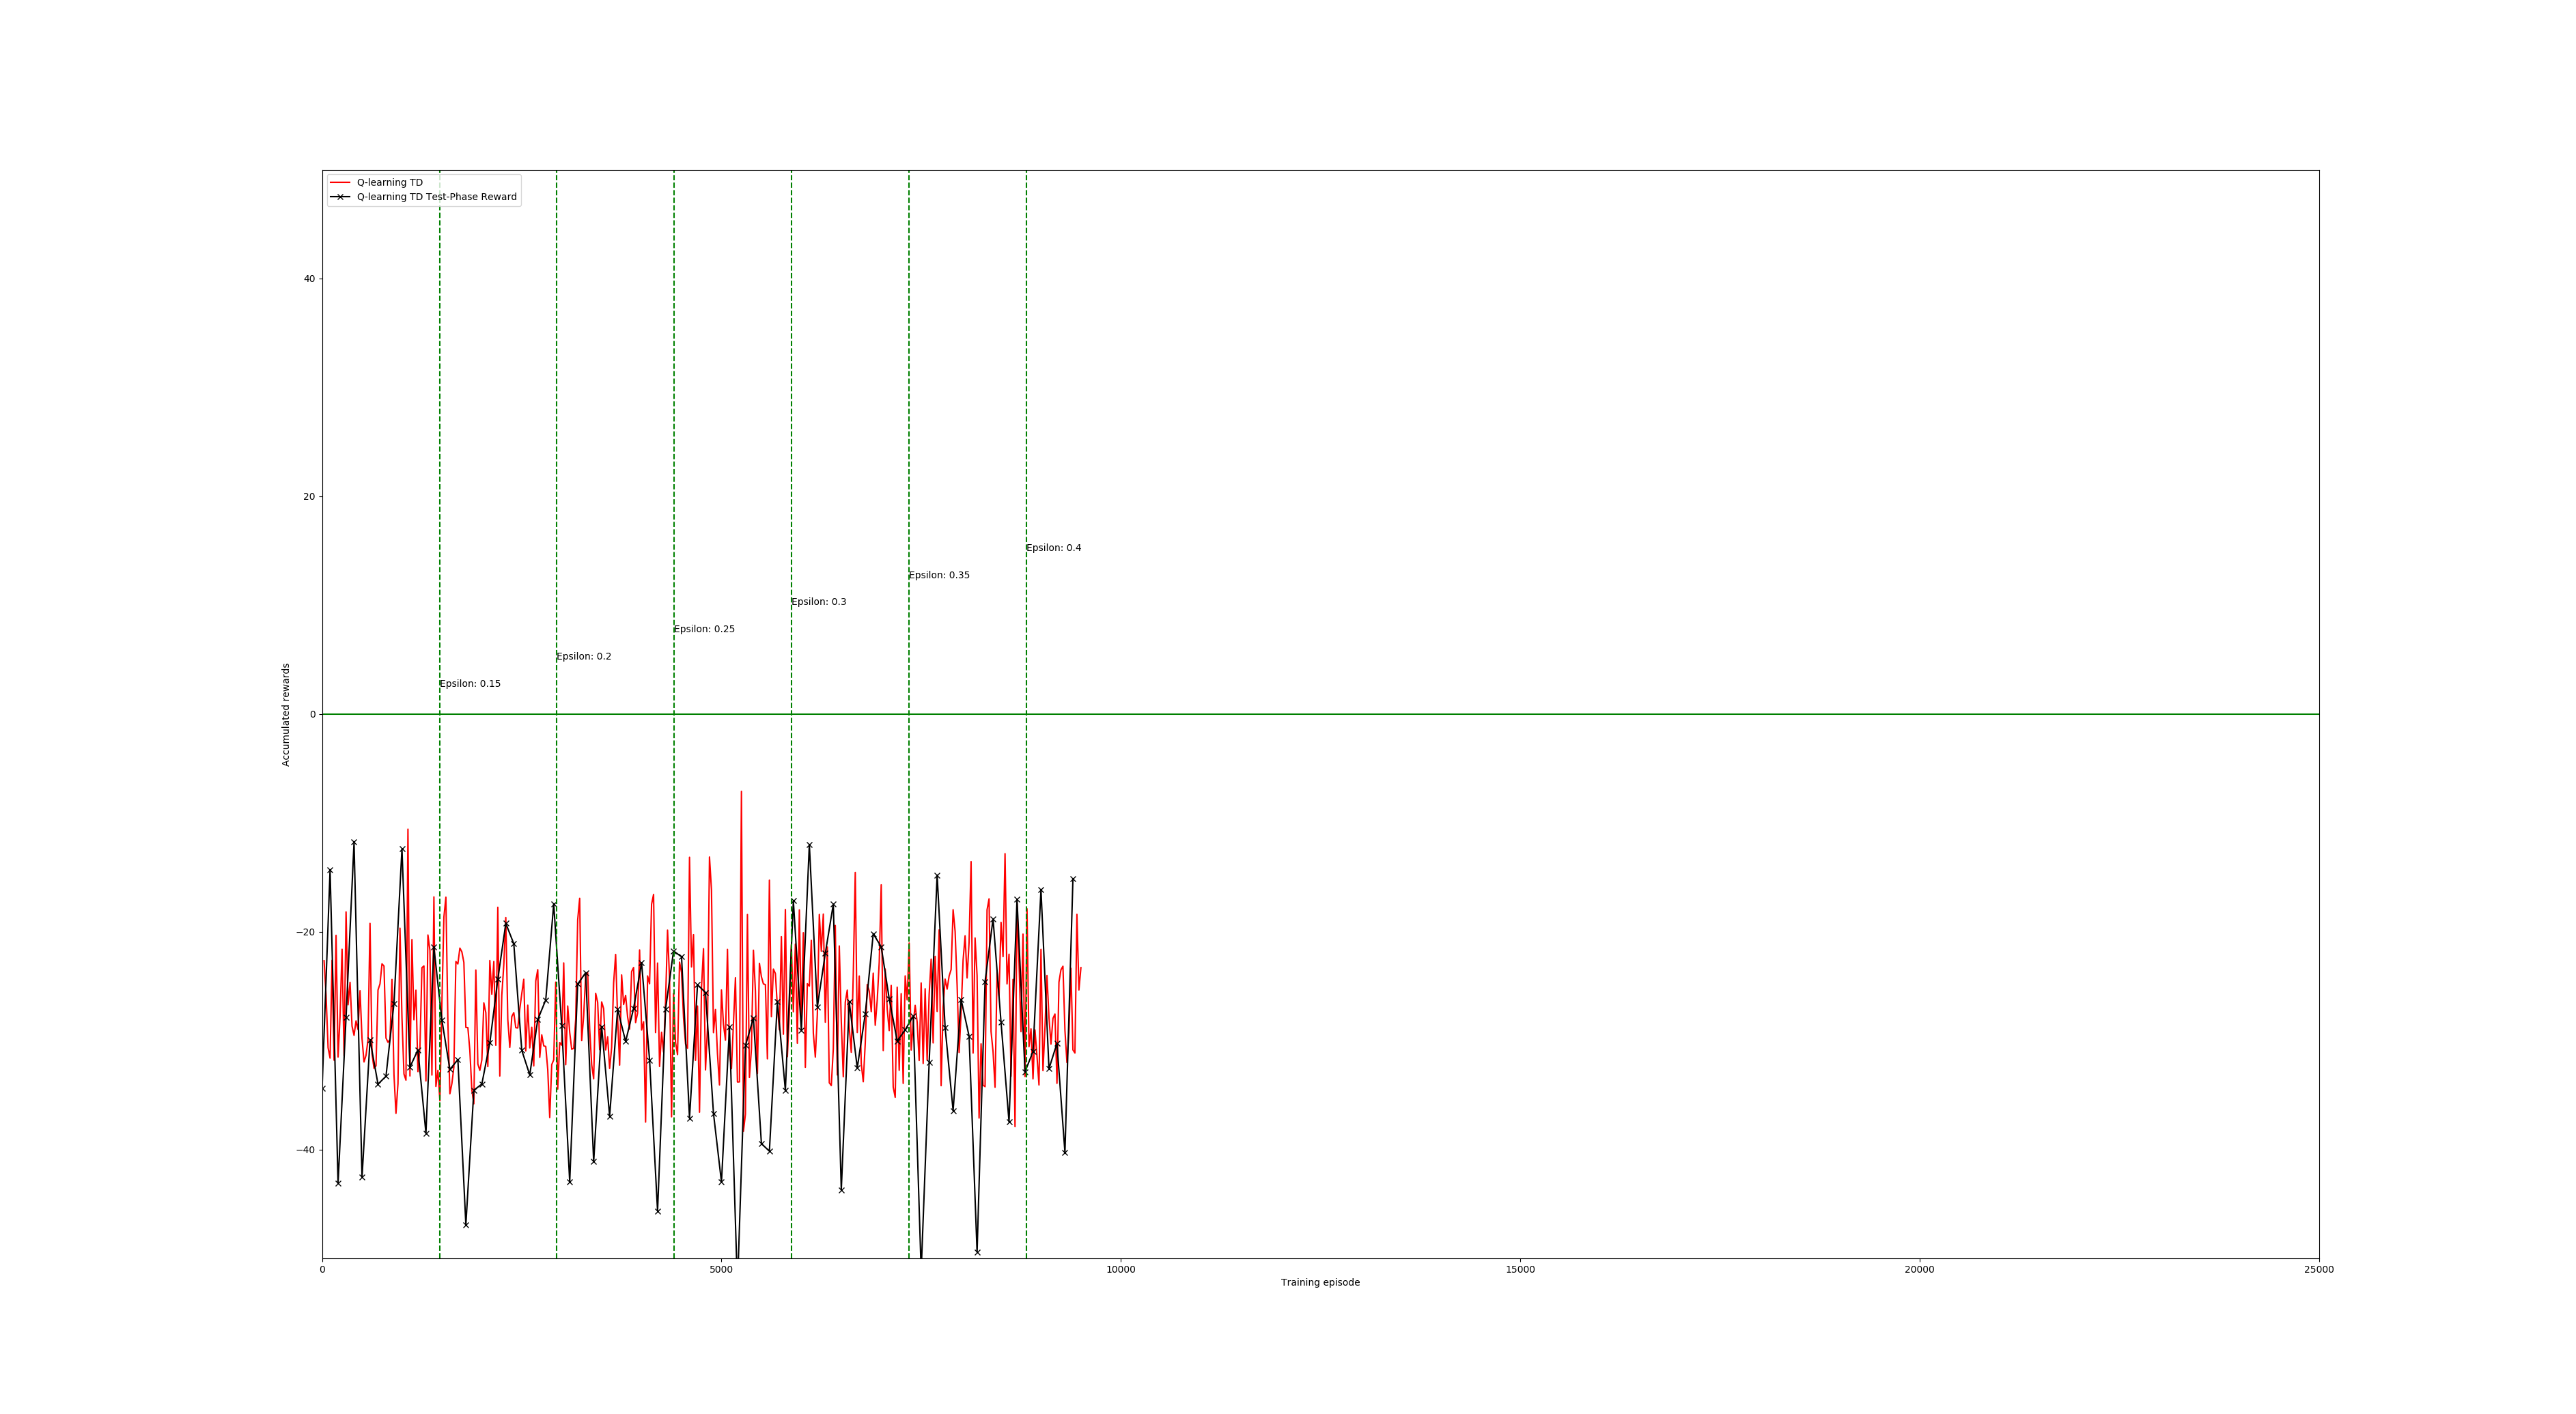 Q-learning TD
Q-learning TD Test-Phase Reward
40
20
0
−20
−40
Accumulated rewards
Epsilon: 0.15
Epsilon: 0.2
Epsilon: 0.25
Epsilon: 0.3
Epsilon: 0.35
Epsilon: 0.4
0
5000
10000
15000
20000
25000
Training episode